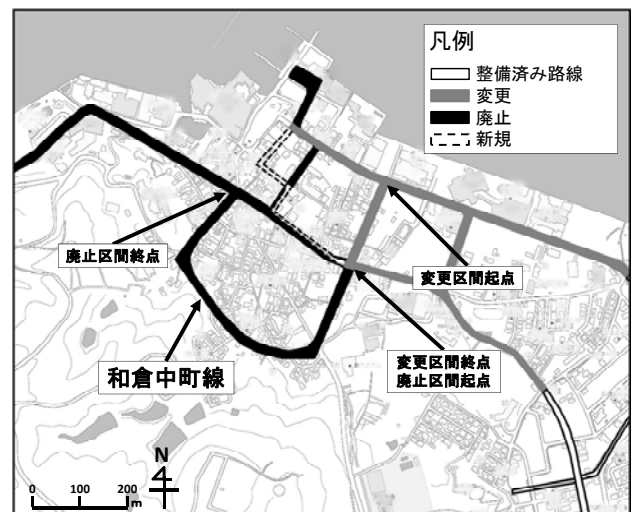 凡例
整備済み路線
変更
廃止
新規
廃止区間終点
変更区間起点
和倉中町線
変更区間終点
廃止区間起点
N
0 100 200
m